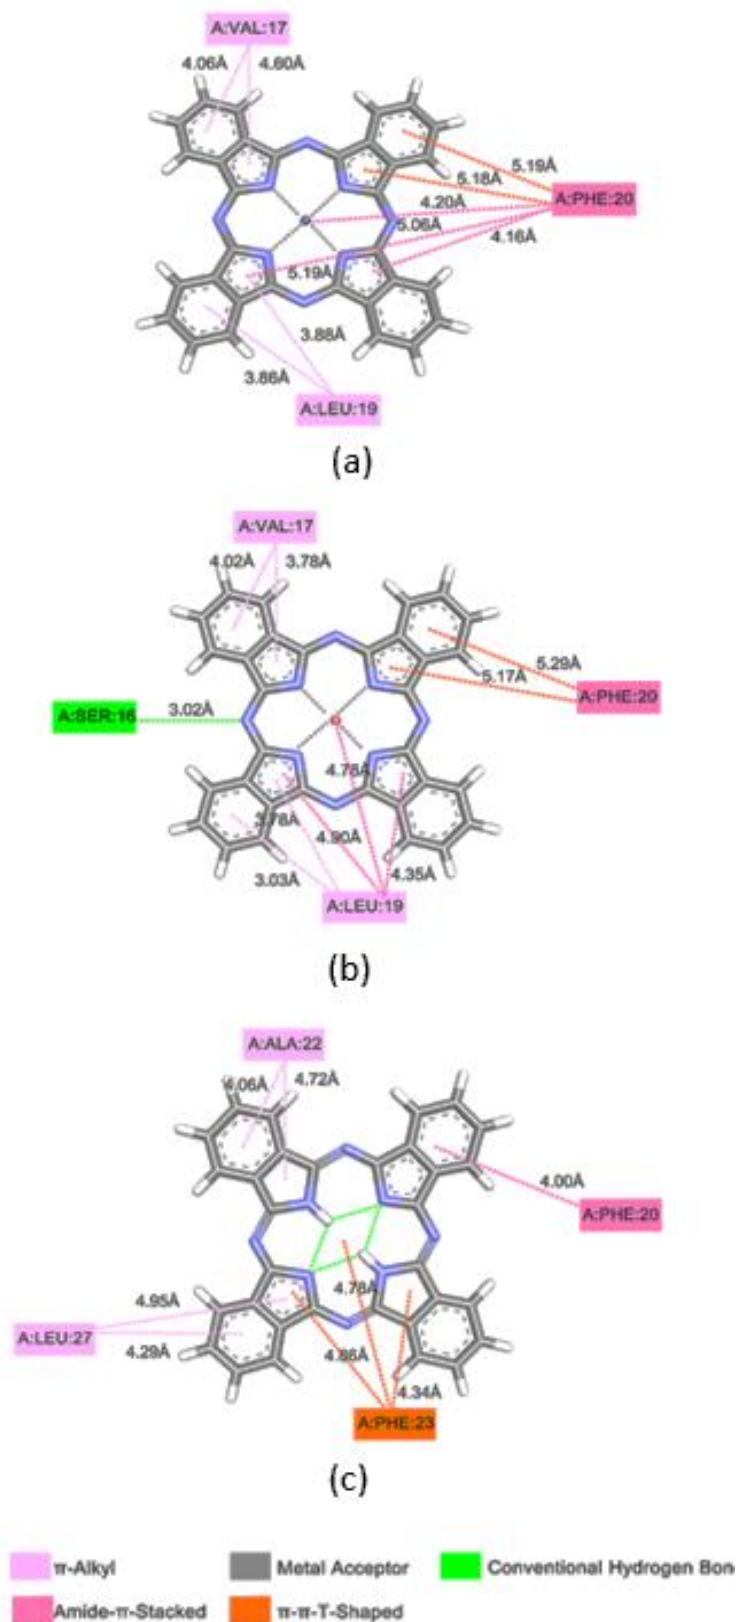 A:VAL:17
4.06Å 4.60Å
5.19Å
5.18Å
4.20Å A:PHE:20
5.06Å
4.16Å
5.19Å
3.88Å
3.86Å
A:LEU:19
(a)
A:VAL:17
4.02Å 3.78Å
5.29Å
5.17Å
A:PHE:20
A:SER:16 3.02Å
4.78Å
3.78Å
4.90Å
4.35Å
3.03Å
A:LEU:19
(b)
A:ALA:22
4.06Å 4.72Å
4.00Å
A:PHE:20
4.78Å
4.95Å
A:LEU:27
4.29Å
4.86Å
4.34Å
A:PHE:23
(c)
π-Alkyl Metal Acceptor Conventional Hydrogen Bon
Amide-π-Stacked π-π-T-Shaped